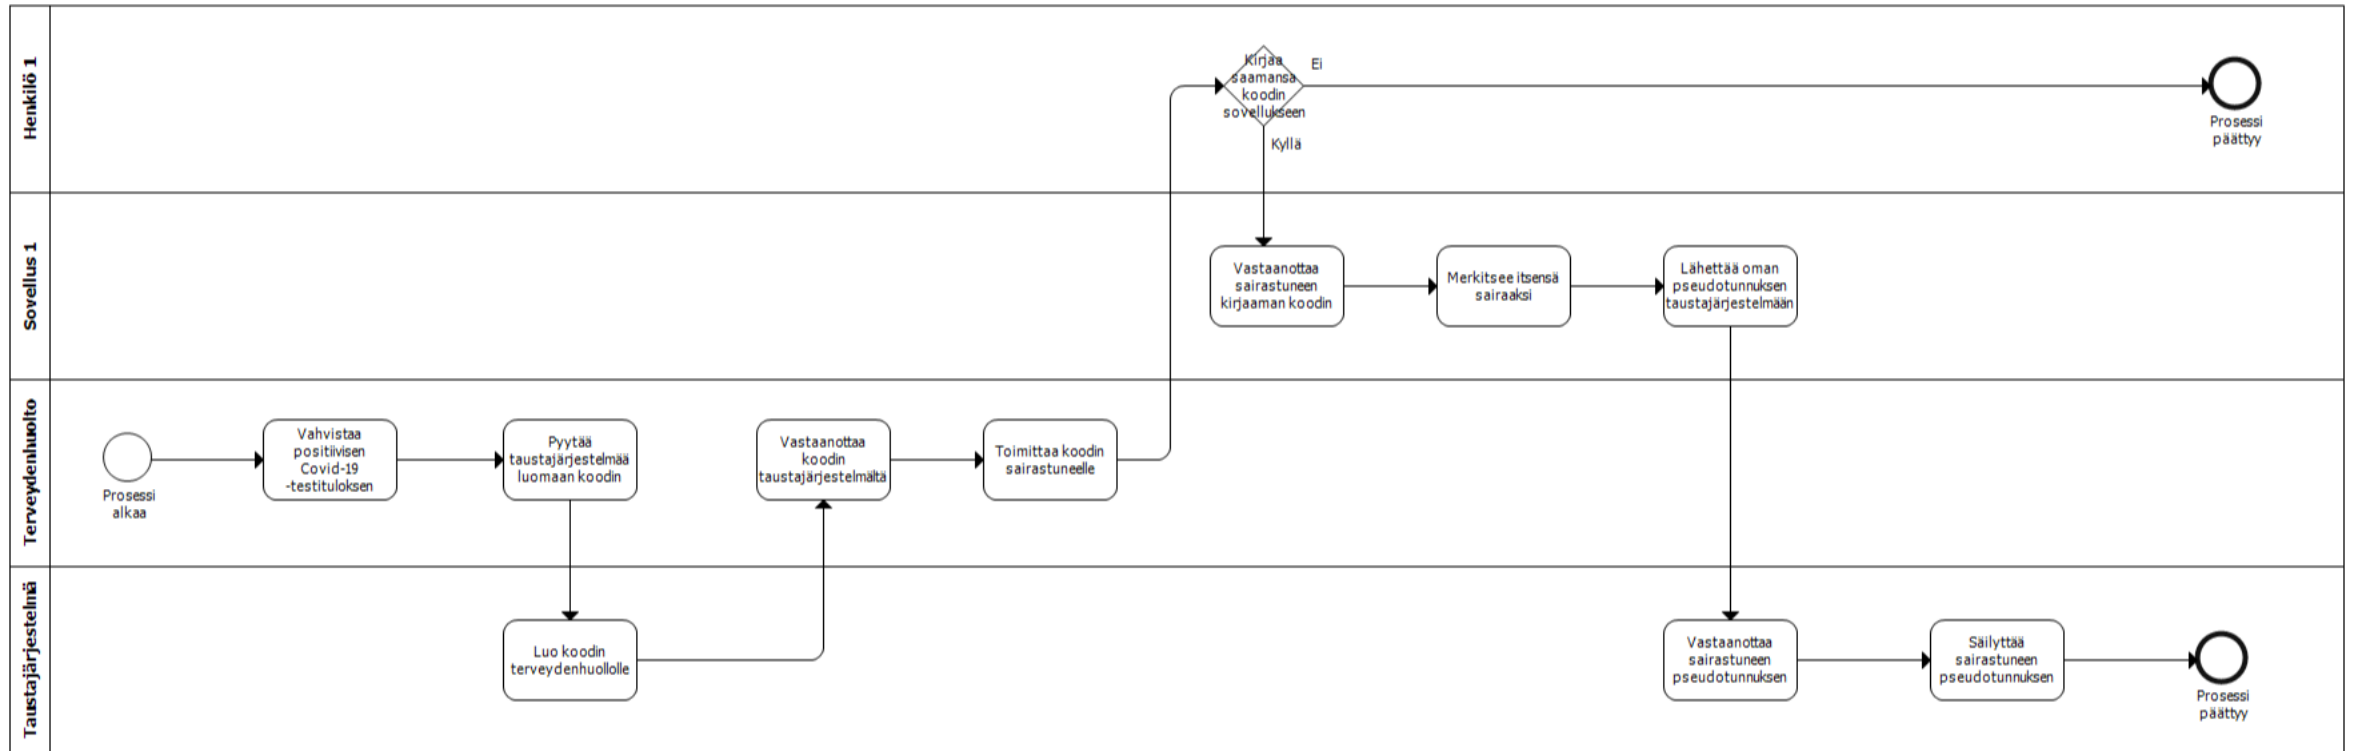 Henkilö 1
Kirjaa
saamansa
koodin
sovellukseen
Ei
Kyllä
Prosessi
päättyy
Sovellus 1
Vastaanottaa
sairastuneen
kirjaaman koodin
Merkitsee itsensä
sairaaksi
Lähettää oman
pseudotunnuksen
taustajärjestelmään
Terveydenhuolto
Prosessi
alkaa
Vahvistaa
positiivisen
Covid-19
-testituloksen
Pyytää
taustajärjestelmää
luomaan koodin
Vastaanottaa
koodin
taustajärjestelmältä
Toimittaa koodin
sairastuneelle
Taustajärjestelmä
Luo koodin
terveydenhuollolle
Vastaanottaa
sairastuneen
pseudotunnuksen
Säilyttää
sairastuneen
pseudotunnuksen
Prosessi
päättyy